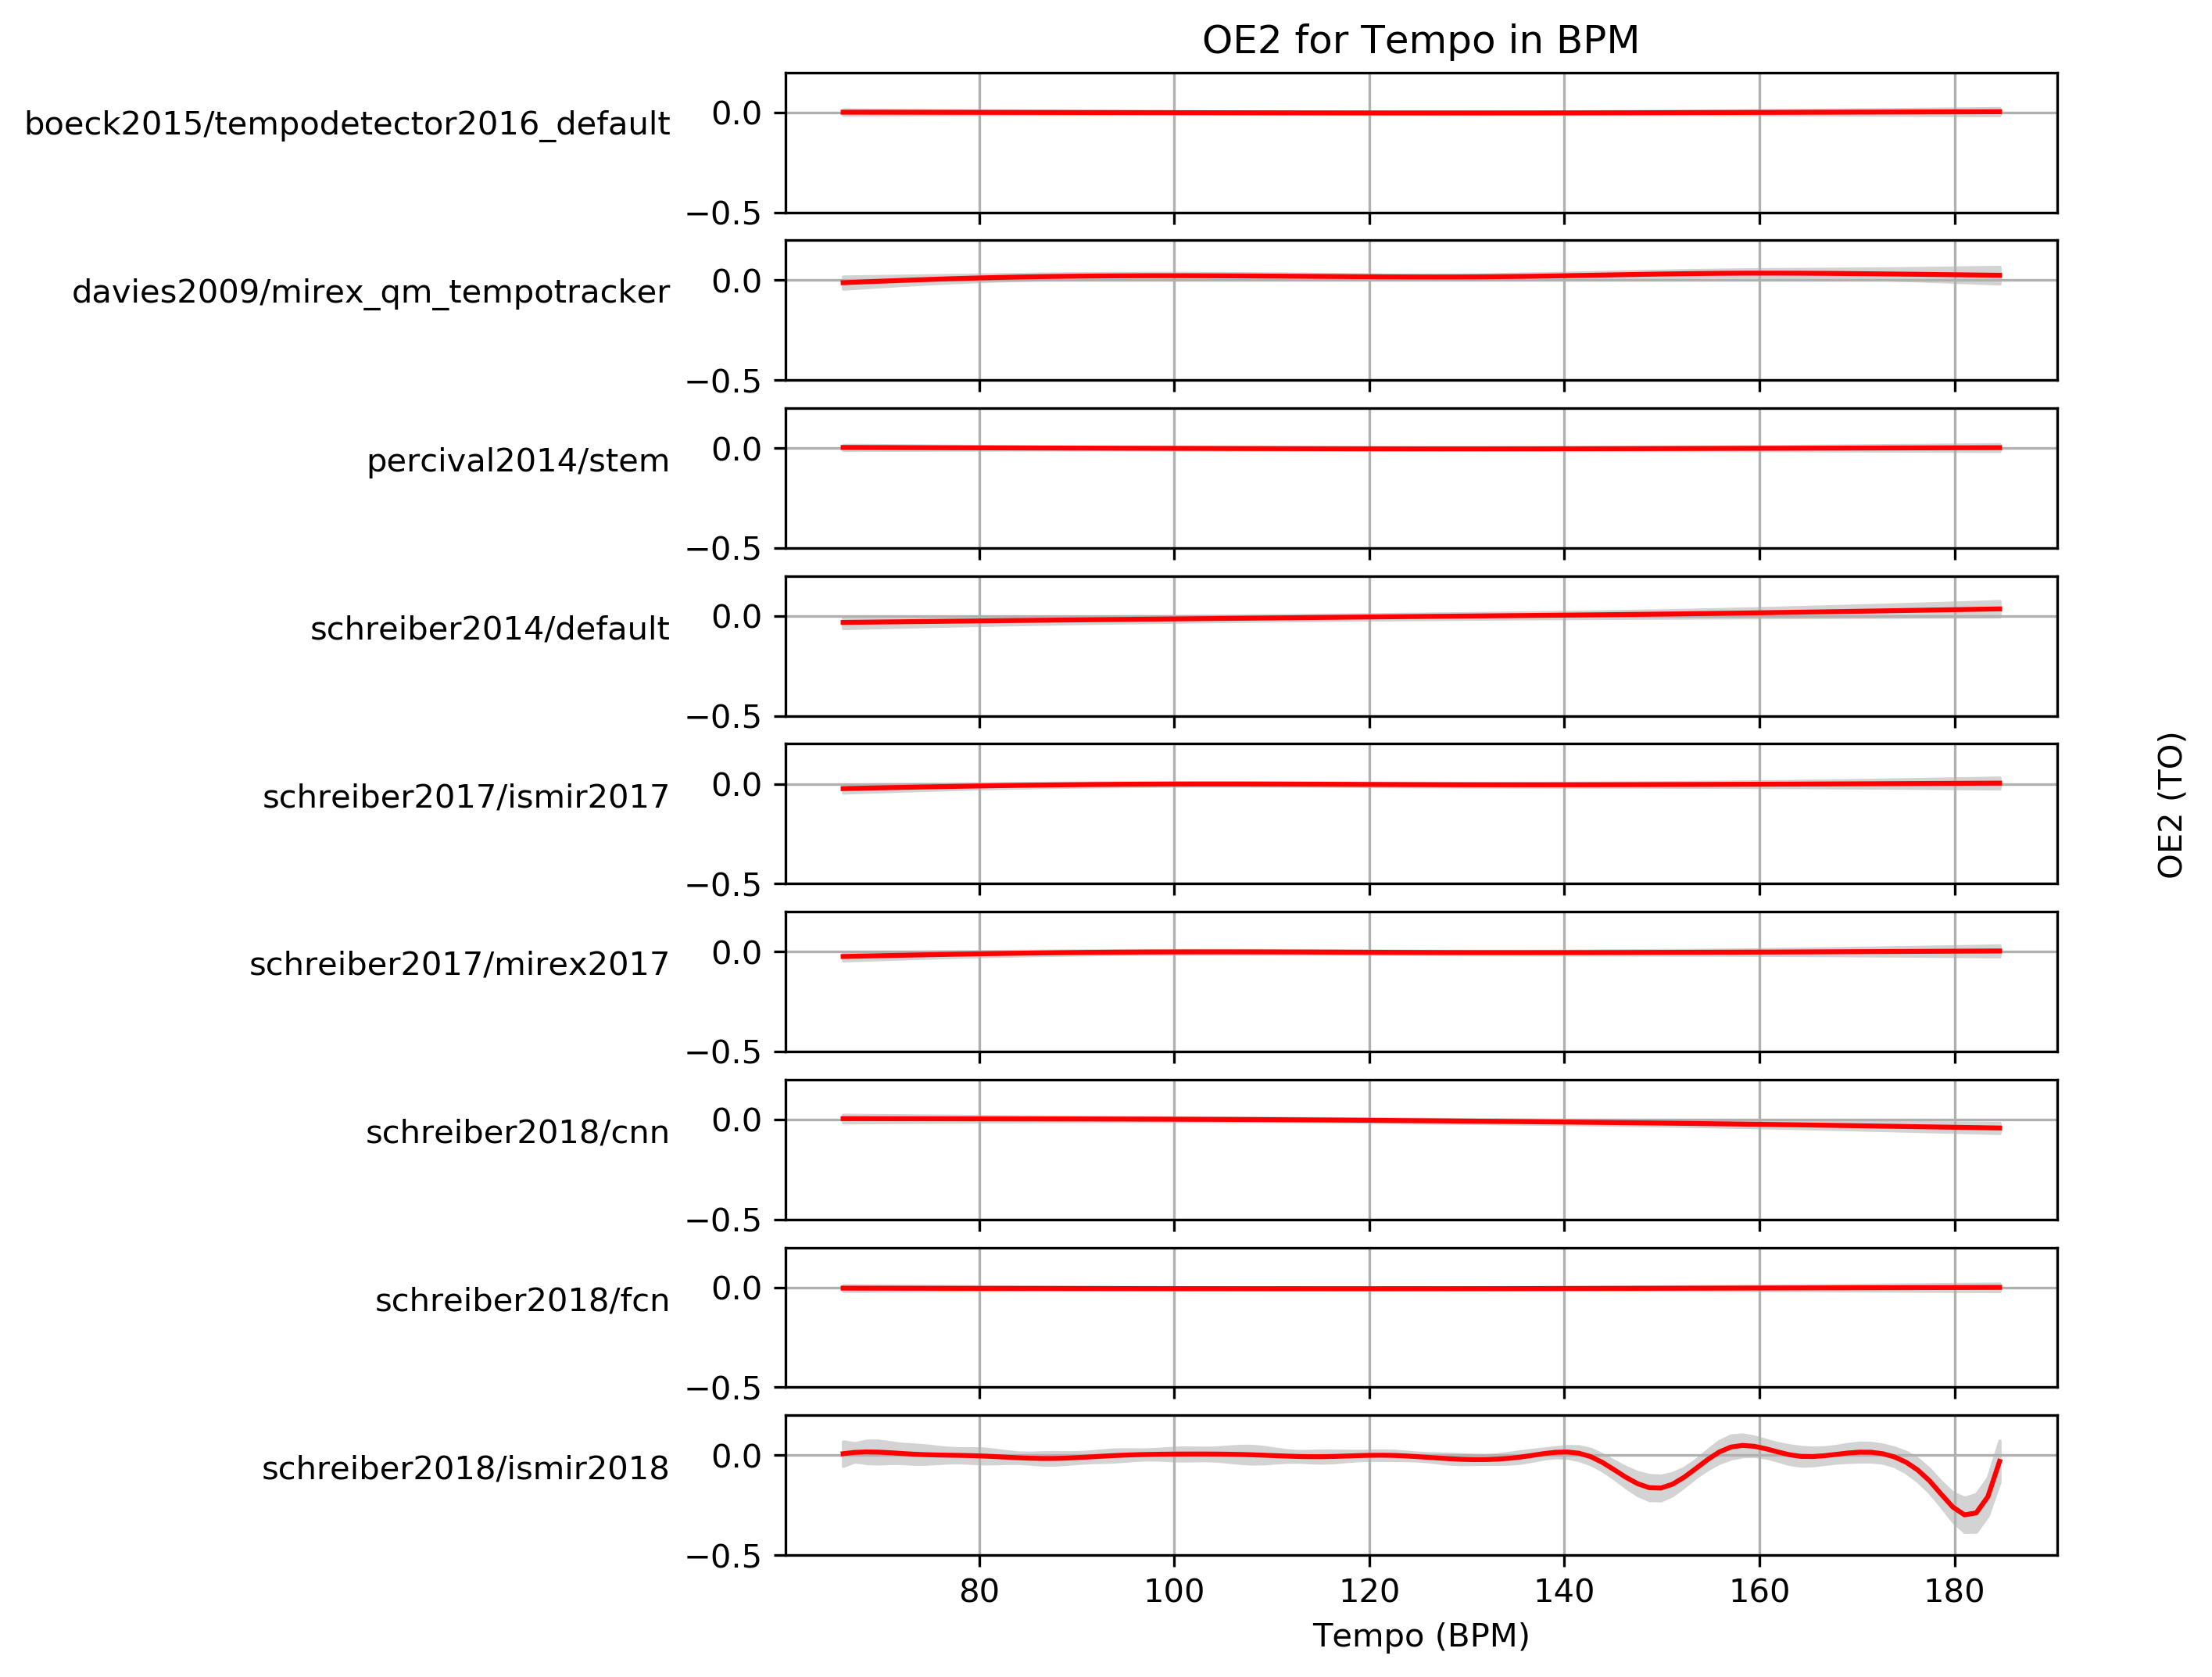 OE2 for Tempo in BPM
boeck2015/tempodetector2016_default
0.0
−0.5
davies2009/mirex_qm_tempotracker
0.0
−0.5
percival2014/stem
0.0
−0.5
schreiber2014/default
0.0
−0.5
schreiber2017/ismir2017
0.0
−0.5
schreiber2017/mirex2017
0.0
−0.5
schreiber2018/cnn
0.0
−0.5
schreiber2018/fcn
0.0
−0.5
schreiber2018/ismir2018
0.0
−0.5
80 100 120 140 160 180
Tempo (BPM)
OE2 (TO)